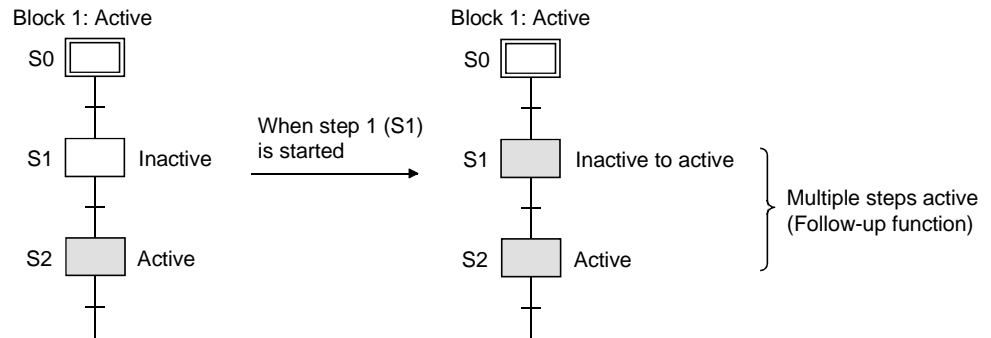 Block 1: Active
S0
S1
Inactive
S2
Active
When step 1 (S1)
is started
Block 1: Active
S0
S1
Inactive to active
S2
Active
Multiple steps active
(Follow-up function)